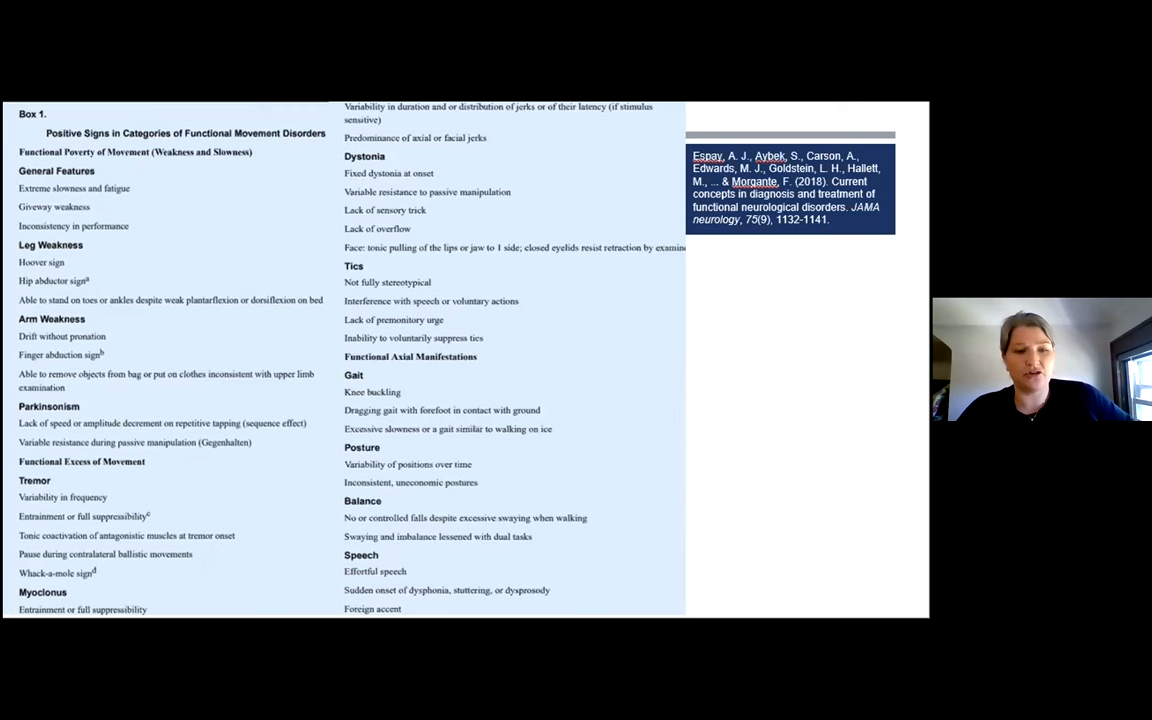 Box 1.
Positive Signs in Categories of Functional Movement Disorders
Functional Poverty of Movement (Weakness and Slowness)
General Features
Extreme slowness and fatigue
Giveway weakness
Inconsistency in performance
Leg Weakness
Hoover sign
Hip abductor signa
Able to stand on toes or ankles despite weak plantarflexion or dorsiflexion on bed
Arm Weakness
Drift without pronation
Finger abduction signb
Able to remove objects from bag or put on clothes inconsistent with upper limb
examination
Parkinsonism
Lack of speed or amplitude decrement on repetitive tapping (sequence effect)
Variable resistance during passive manipulation (Gegenhalten)
Functional Excess of Movement
Tremor
Variability in frequency
Entrainment or full suppressibilityc
Tonic coactivation of antagonistic muscles at tremor onset
Pause during contralateral ballistic movements
Whack-a-mole signd
Myoclonus
Entrainment or full suppressibility
Variability in duration and or distribution of jerks or of their latency (if stimulus
sensitive)
Predominance of axial or facial jerks
Dystonia
Fixed dystonia at onset
Variable resistance to passive manipulation
Lack of sensory trick
Lack of overflow
Face: tonic pulling of the lips or jaw to 1 side; closed eyelids resist retraction by examine
Tics
Not fully stereotypical
Interference with speech or voluntary actions
Lack of premonitory urge
Inability to voluntarily suppress tics
Functional Axial Manifestations
Gait
Knee buckling
Dragging gait with forefoot in contact with ground
Excessive slowness or a gait similar to walking on ice
Posture
Variability of positions over time
Inconsistent, uneconomic postures
Balance
No or controlled falls despite excessive swaying when walking
Swaying and imbalance lessened with dual tasks
Speech
Effortful speech
Sudden onset of dysphonia, stuttering, or dysprosody
Foreign accent
Espay, A. J., Aybek, S., Carson, A.,
Edwards, M. J., Goldstein, L. H., Hallett,
M., ... & Morgante, F. (2018). Current
concepts in diagnosis and treatment of
functional neurological disorders. JAMA
neurology, 75(9), 1132-1141.